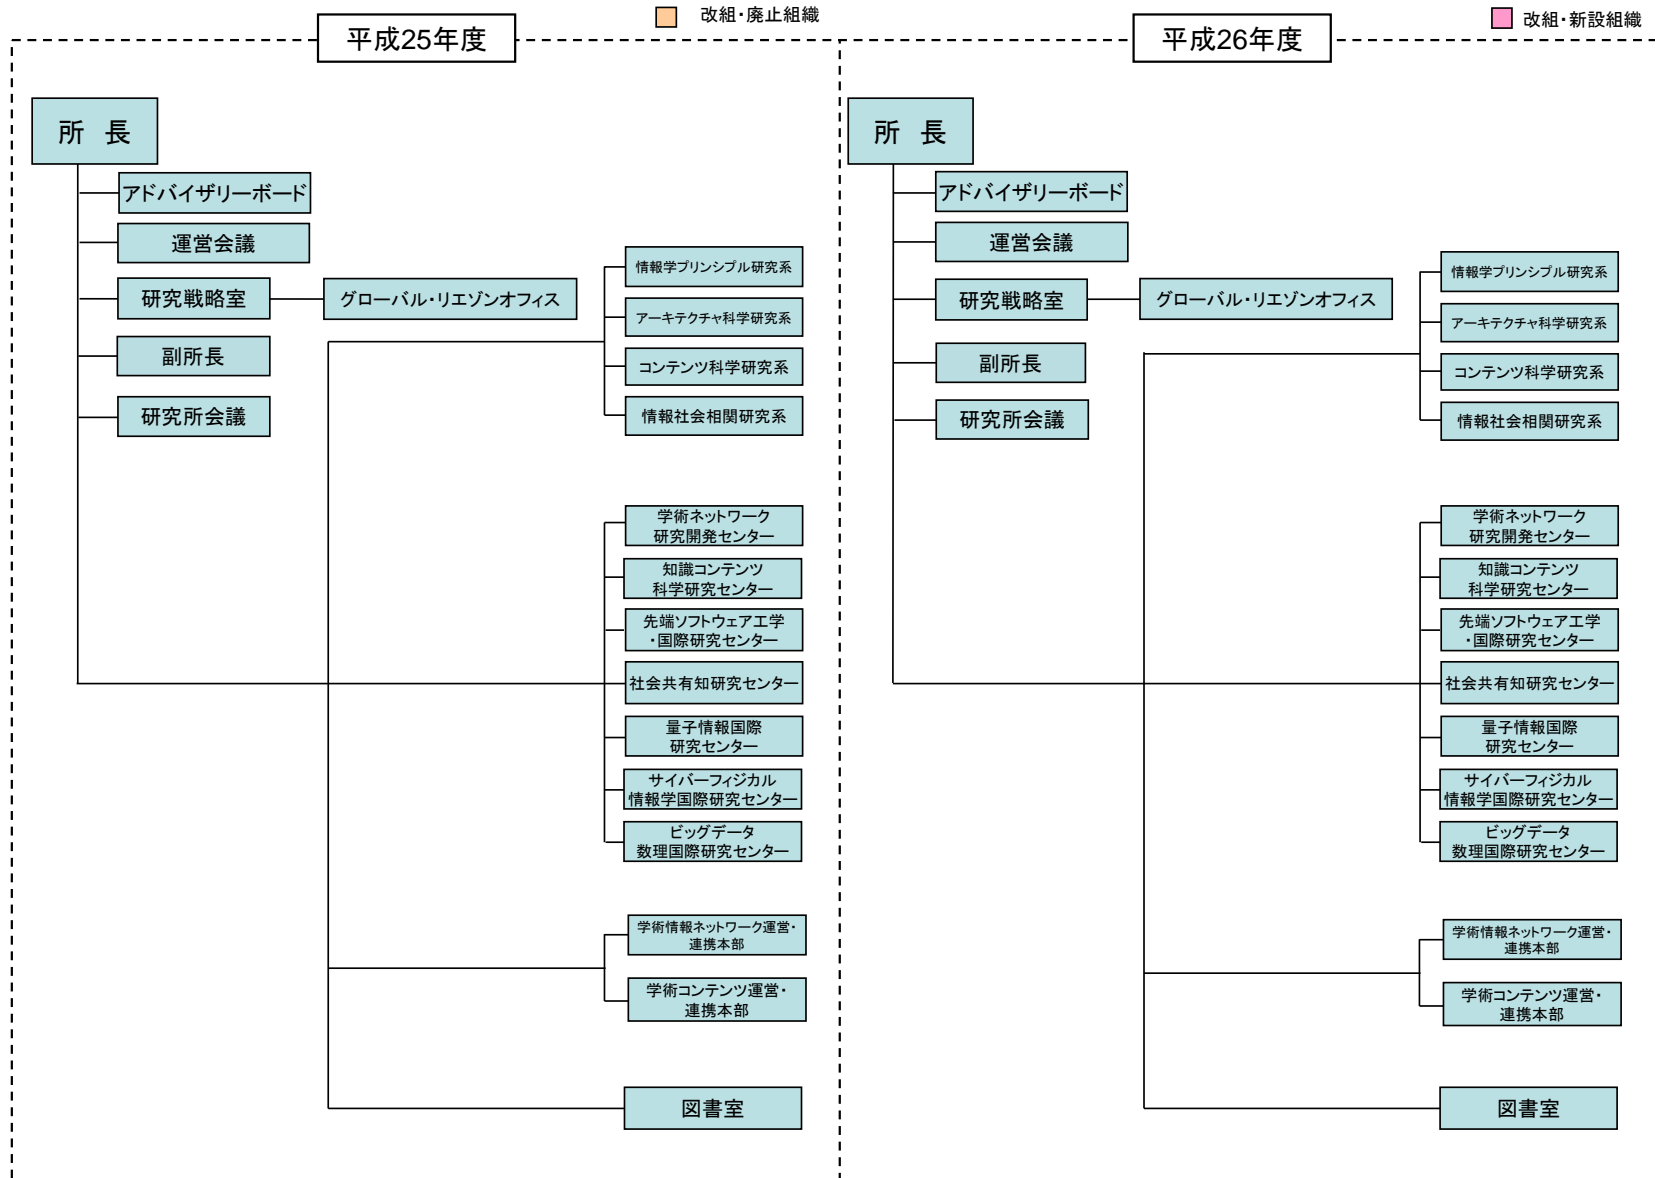 改組・廃止組織
改組・新設組織
平成25年度
所 長
アドバイザリーボード
運営会議
研究戦略室
グローバル・リエゾンオフィス
副所長
研究所会議
情報学プリンシプル研究系
アーキテクチャ科学研究系
コンテンツ科学研究系
情報社会相関研究系
学術ネットワーク
研究開発センター
知識コンテンツ
科学研究センター
先端ソフトウェア工学
・国際研究センター
社会共有知研究センター
量子情報国際
研究センター
サイバーフィジカル
情報学国際研究センター
ビッグデータ
数理国際研究センター
学術情報ネットワーク運営・
連携本部
学術コンテンツ運営・
連携本部
図書室
平成26年度
所 長
アドバイザリーボード
運営会議
研究戦略室
グローバル・リエゾンオフィス
副所長
研究所会議
情報学プリンシプル研究系
アーキテクチャ科学研究系
コンテンツ科学研究系
情報社会相関研究系
学術ネットワーク
研究開発センター
知識コンテンツ
科学研究センター
先端ソフトウェア工学
・国際研究センター
社会共有知研究センター
量子情報国際
研究センター
サイバーフィジカル
情報学国際研究センター
ビッグデータ
数理国際研究センター
学術情報ネットワーク運営・
連携本部
学術コンテンツ運営・
連携本部
図書室